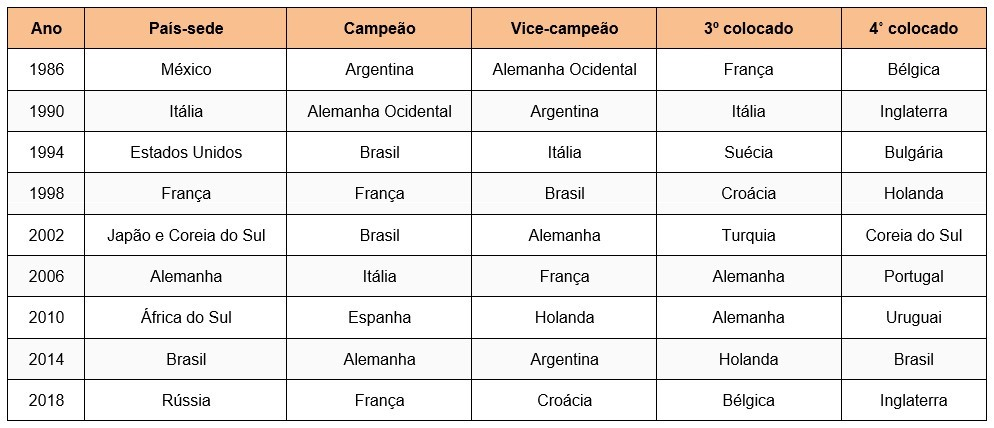 Ano País-sede Campeão Vice-campeão 3º colocado 4˚ colocado
1986 México Argentina Alemanha Ocidental França Bélgica
1990 Itália Alemanha Ocidental Argentina Itália Inglaterra
1994 Estados Unidos Brasil Itália Suécia Bulgária
1998 França França Brasil Croácia Holanda
2002 Japão e Coreia do Sul Brasil Alemanha Turquia Coreia do Sul
2006 Alemanha Itália França Alemanha Portugal
2010 África do Sul Espanha Holanda Alemanha Uruguai
2014 Brasil Alemanha Argentina Holanda Brasil
2018 Rússia França Croácia Bélgica Inglaterra